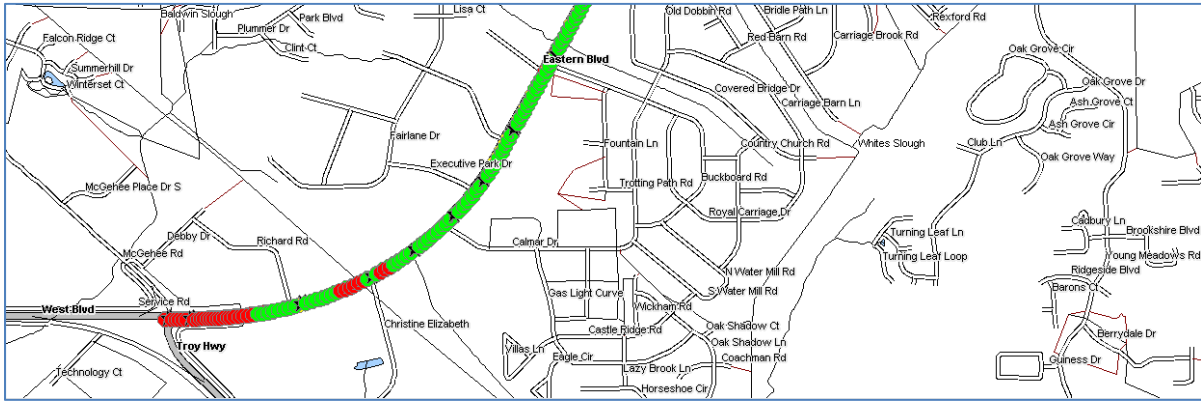 Baldwin Slough
Lisa Ct
Old Dobbin Rd
Bridle Path Ln
Rexford Rd
Park Blvd
Plummer Dr
Carriage Brook Rd
Red Barn Rd
Falcon Ridge Ct
Clint Ct
Oak Grove Cir
Eastern Blvd
Summerhill Dr
Winterset Ct
Covered Bridge Dr
Oak Grove Dr
Carriage Barn Ln
Ash Grove Ct
Ash Grove Cir
Fairlane Dr
Fountain Ln
Country Church Rd
Whites Slough
Club Ln
Oak Grove Way
Executive Park Dr
Buckboard Rd
McGehee Place Dr S
Trotting Path Rd
Royal Carriage Dr
Cadbury Ln
Turning Leaf Ln
Brookshire Blvd
Debby Dr
Richard Rd
Calmar Dr
McGehee Rd
Turning Leaf Loop
Young Meadows Rd
N Water Mill Rd
Ridgeside Blvd
S Water Mill Rd
Barons Ct
Gas Light Curve
Service Rd
Wickham Rd
West Blvd
Christine Elizabeth
Castle Ridge Rd
Oak Shadow Ct
Berrydale Dr
Troy Hwy
Oak Shadow Ln
Villas Ln
Eagle Cir
Coachman Rd
Guiness Dr
Technology Ct
Lazy Brook Ln
Horseshoe Cir